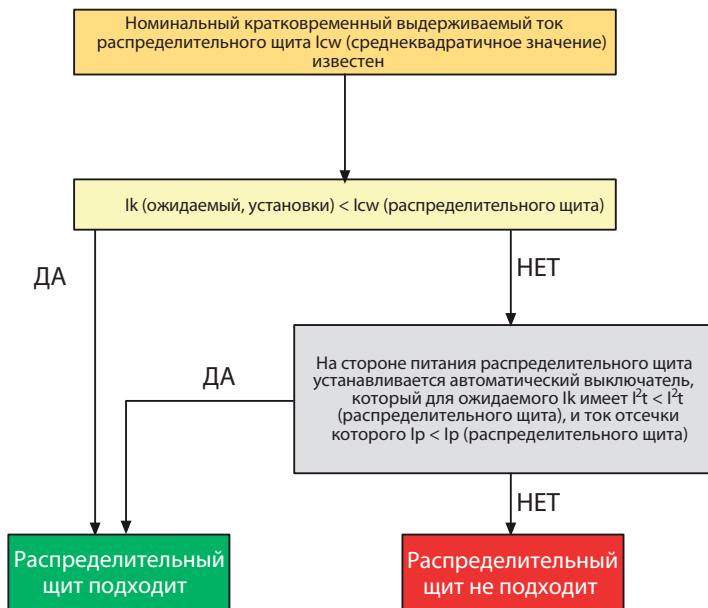 Номинальный кратковременный выдерживаемый ток
распределительного щита Icw (среднеквадратичное значение)
известен
Ik (ожидаемый, установки) < Icw (распределительного щита)
ДА
НЕТ
На стороне питания распределительного щита
устанавливается автоматический выключатель,
который для ожидаемого Ik имеет I²t < I²t
(распределительного щита), и ток отсечки
которого Ip < Ip (распределительного щита)
ДА
НЕТ
Распределительный
щит подходит
Распределительный
щит не подходит